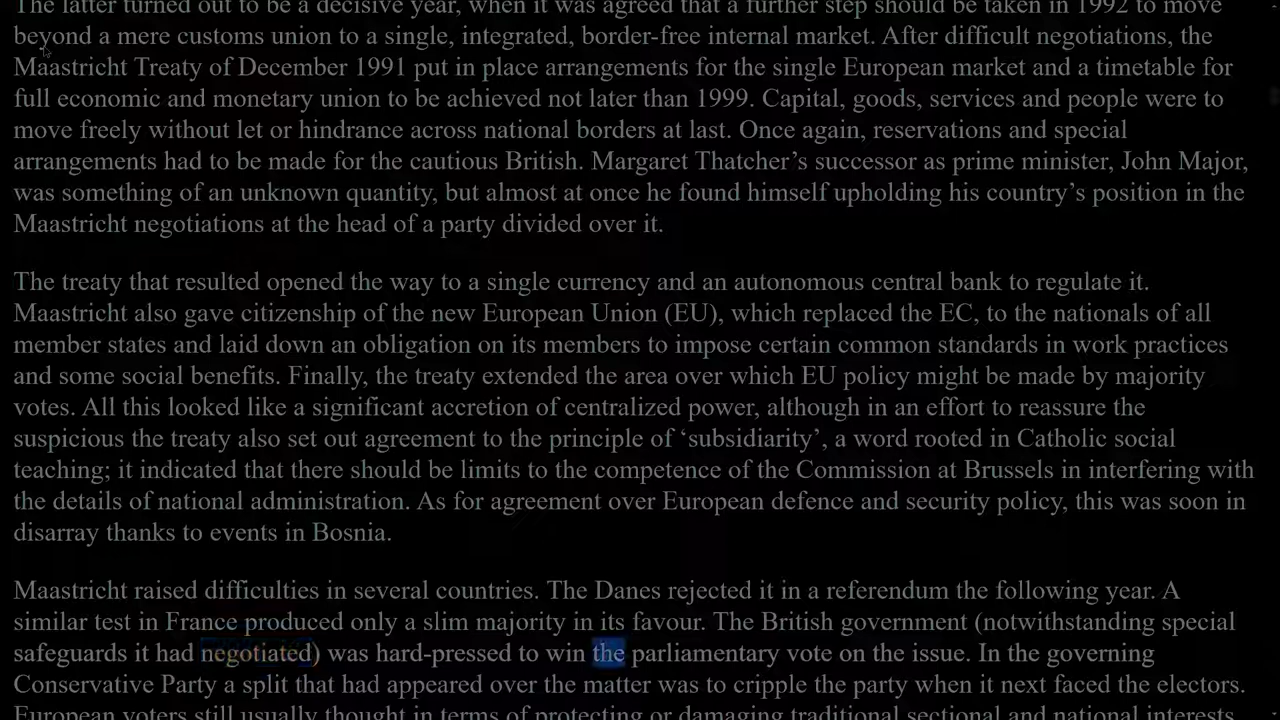 The latter turned out to be a decisive year, when it was agreed that a further step should be taken in 1992 to move
beyond a mere customs union to a single, integrated, border-free internal market. After difficult negotiations, the
Maastricht Treaty of December 1991 put in place arrangements for the single European market and a timetable for
full economic and monetary union to be achieved not later than 1999. Capital, goods, services and people were to
move freely without let or hindrance across national borders at last. Once again, reservations and special
arrangements had to be made for the cautious British. Margaret Thatcher’s successor as prime minister, John Major,
was something of an unknown quantity, but almost at once he found himself upholding his country’s position in the
Maastricht negotiations at the head of a party divided over it.
The treaty that resulted opened the way to a single currency and an autonomous central bank to regulate it.
Maastricht also gave citizenship of the new European Union (EU), which replaced the EC, to the nationals of all
member states and laid down an obligation on its members to impose certain common standards in work practices
and some social benefits. Finally, the treaty extended the area over which EU policy might be made by majority
votes. All this looked like a significant accretion of centralized power, although in an effort to reassure the
suspicious the treaty also set out agreement to the principle of ‘subsidiarity’, a word rooted in Catholic social
teaching; it indicated that there should be limits to the competence of the Commission at Brussels in interfering with
the details of national administration. As for agreement over European defence and security policy, this was soon in
disarray thanks to events in Bosnia.
Maastricht raised difficulties in several countries. The Danes rejected it in a referendum the following year. A
similar test in France produced only a slim majority in its favour. The British government (notwithstanding special
safeguards it had negotiated) was hard-pressed to win the parliamentary vote on the issue. In the governing
Conservative Party a split that had appeared over the matter was to cripple the party when it next faced the electors.
European voters still usually thought in terms of protecting or damaging traditional sectional and national interests